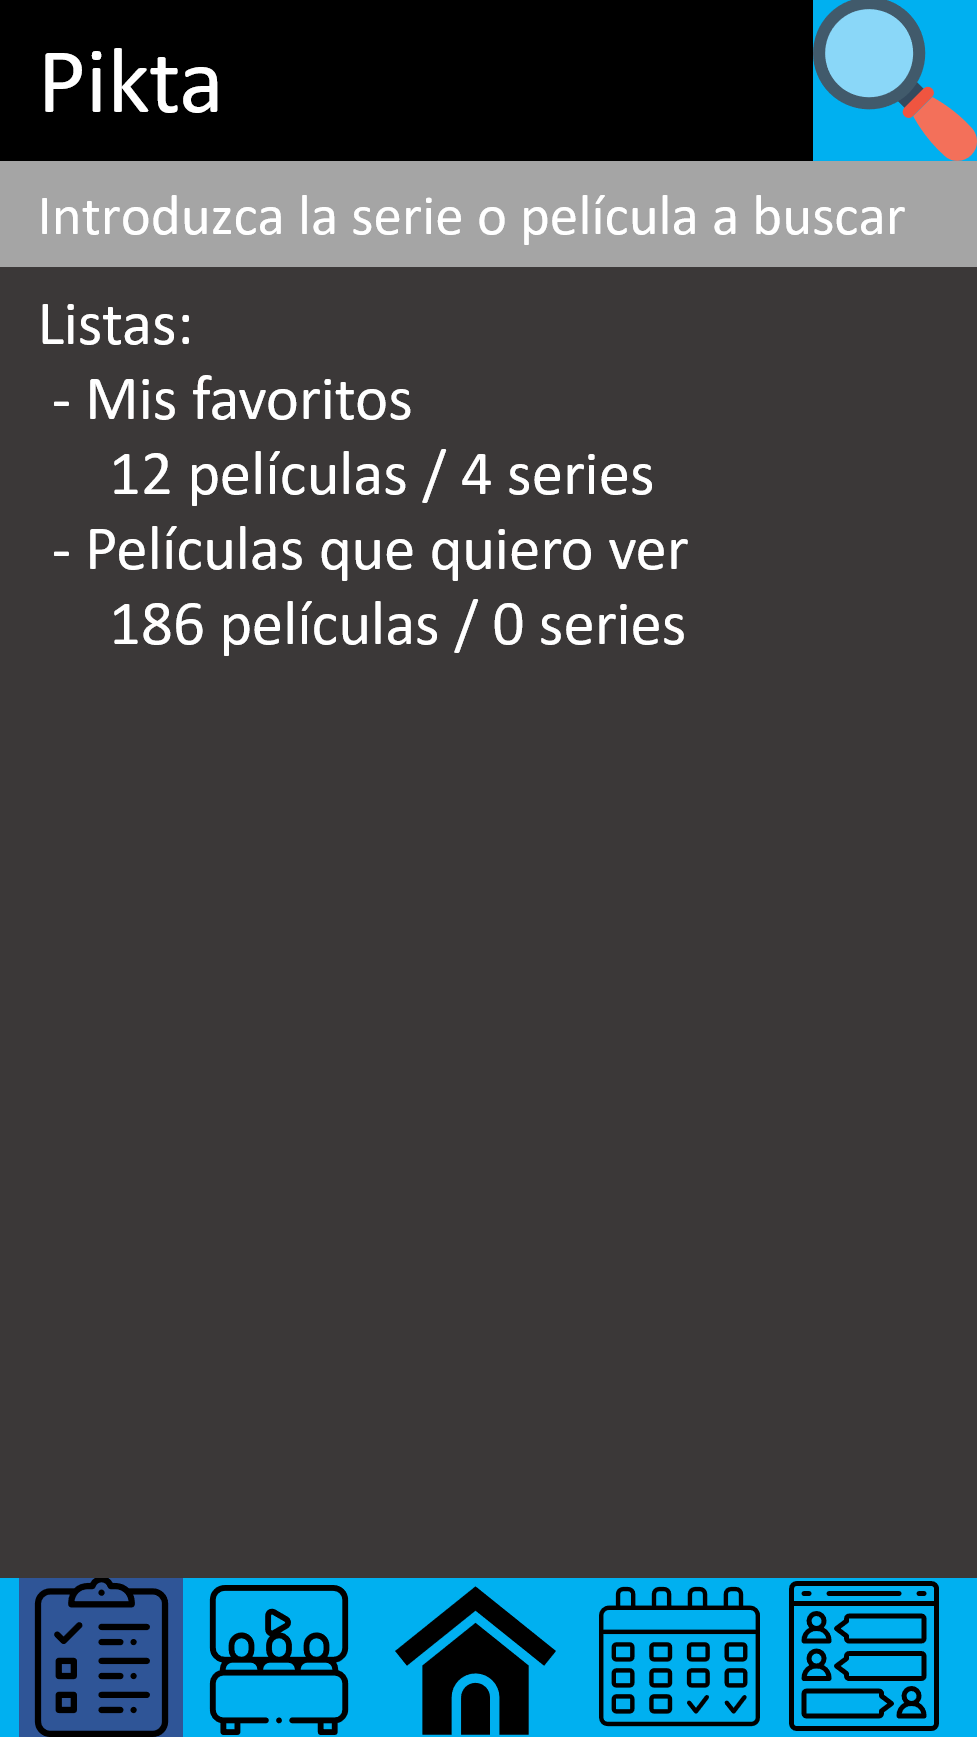 Pikta
Introduzca la serie o película a buscar
Listas:
- Mis favoritos
12 películas / 4 series
- Películas que quiero ver
186 películas / 0 series